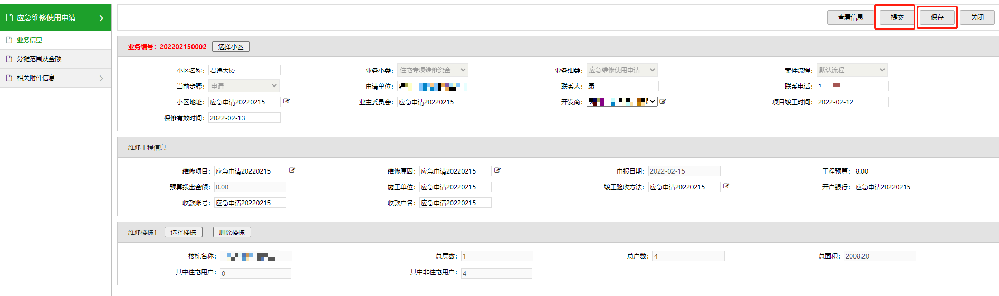 应急维修使用申请
业务信息
分摊范围及金额
相关附件信息
查看信息 提交 保存 关闭
业务编号：202202150002 选择小区
小区名称： 君逸大厦 业务小类： 住宅专项维修资金 业务细类： 应急维修使用申请 案件流程： 默认流程
当前步骤： 申请 申请单位： 联系人： 康 联系电话： 1
小区地址： 应急申请20220215 业主委员会： 应急申请20220215 开发商： 项目竣工时间： 2022-02-12
保修有效时间： 2022-02-13
维修工程信息
维修项目： 应急申请20220215 维修原因： 应急申请20220215 申报日期： 2022-02-15 工程预算： 8.00
预算拨出金额： 0.00 施工单位： 应急申请20220215 竣工验收方法： 应急申请20220215 开户银行： 应急申请20220215
收款账号： 应急申请20220215 收款户名： 应急申请20220215
维修楼栋1 选择楼栋 删除楼栋
楼栋名称： - 总层数： 1 总户数： 4 总面积： 2008.20
其中住宅用户： 0 其中非住宅用户： 4